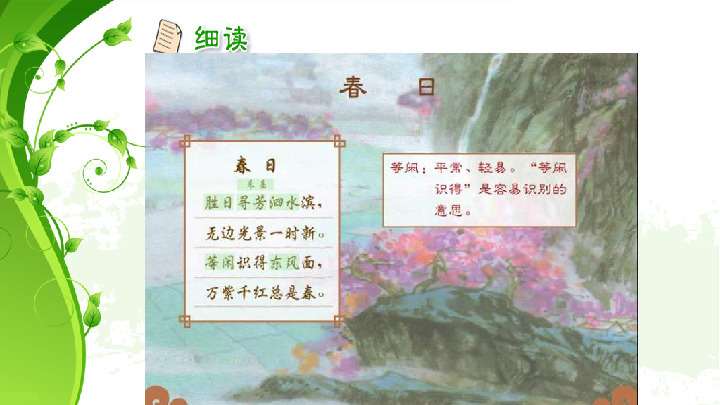 细读
春 日
春 日
朱熹
胜日寻芳泗水滨，
无边光景一时新。
等闲识得东风面，
万紫千红总是春。
等闲：平常、轻易。“等闲
识得”是容易识别的
意思。